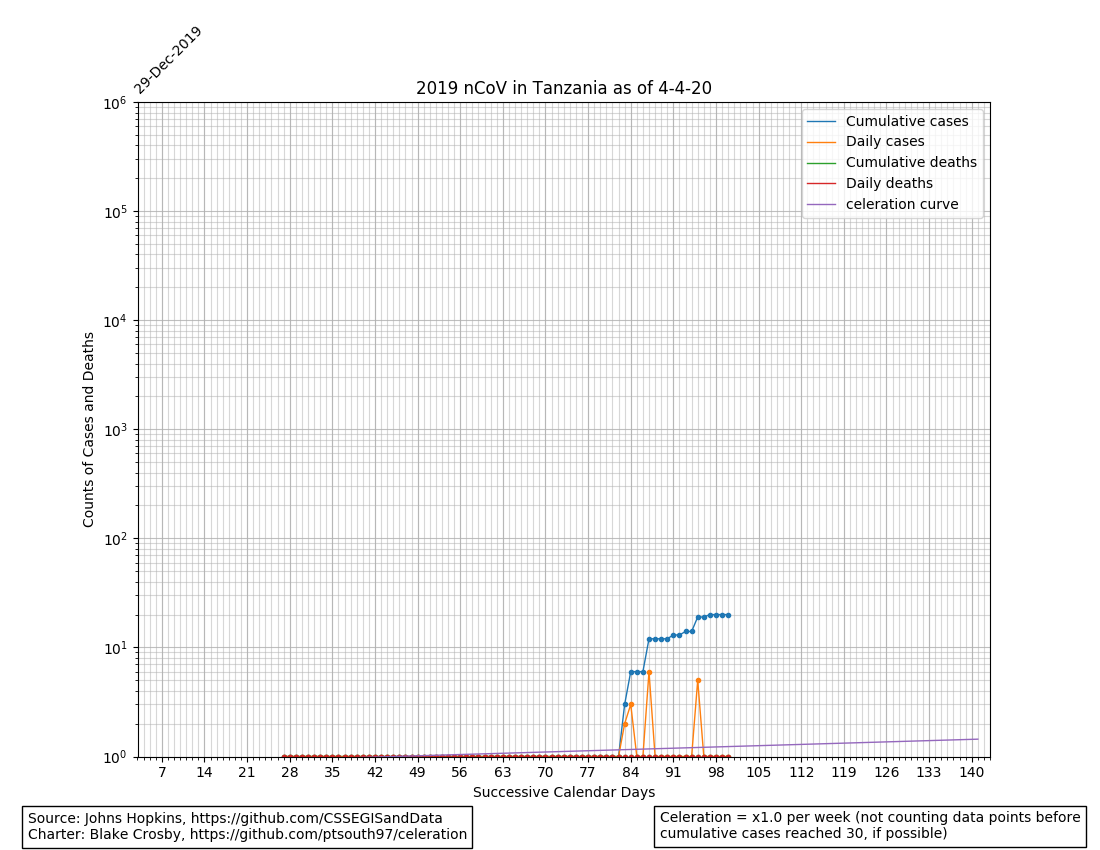 29-Dec-2019
2019 nCoV in Tanzania as of 4-4-20
Cumulative cases
Daily cases
Cumulative deaths
Daily deaths
celeration curve
Counts of Cases and Deaths
10^6
10^5
10^4
10^3
10^2
10^1
10^0
7 14 21 28 35 42 49 56 63 70 77 84 91 98 105 112 119 126 133 140
Successive Calendar Days
Source: Johns Hopkins, https://github.com/CSSEGISandData
Charter: Blake Crosby, https://github.com/ptsouth97/celeration
Celeration = x1.0 per week (not counting data points before
cumulative cases reached 30, if possible)